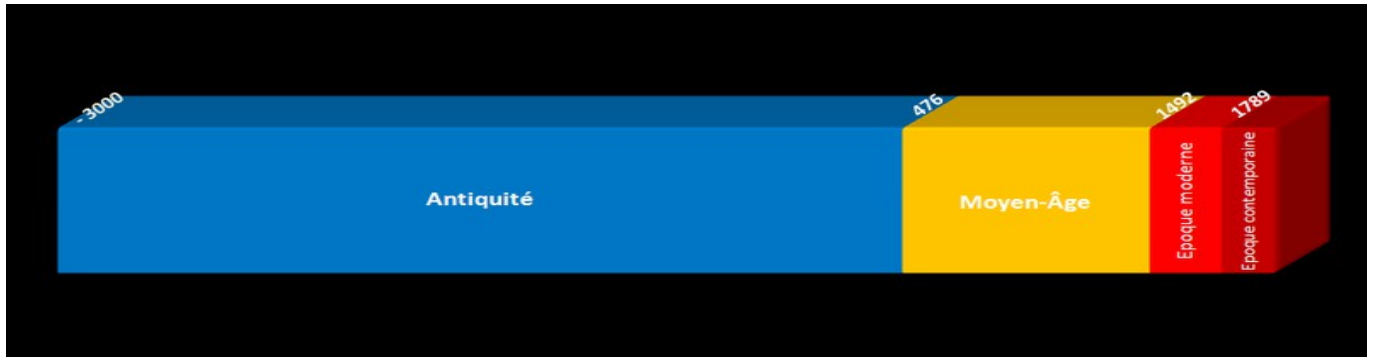 - 3000
476
1492
1789
Antiquité
Moyen-Âge
Epoque moderne
Epoque contemporaine